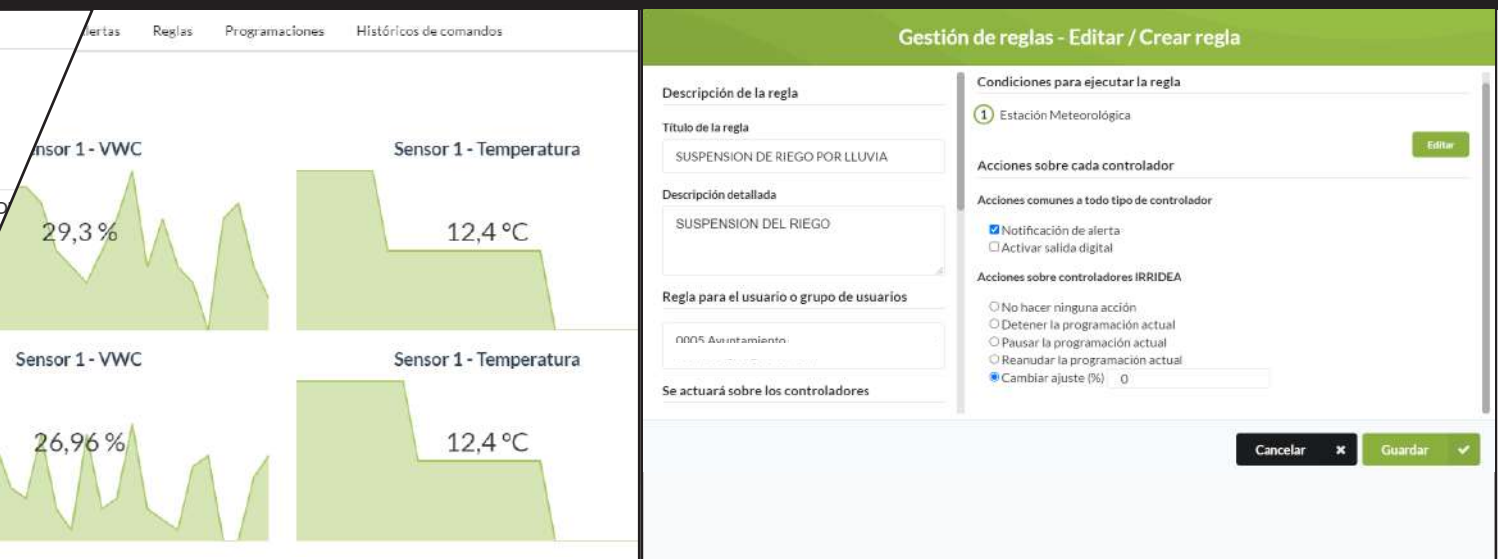 Reglas Programaciones Históricos de comandos
Sensor 1 - Temperatura
29,3 %
12,4 ºC
Sensor 1 - VWC
Sensor 1 - Temperatura
26,96 %
12,4 ºC
Gestión de reglas - Editar / Crear regla
Descripción de la regla
Título de la regla
SUSPENSION DE RIEGO POR LLUVIA
Descripción detallada
SUSPENSION DEL RIEGO
Regla para el usuario o grupo de usuarios
0005 Ayuntamiento
Se actuará sobre los controladores
Condiciones para ejecutar la regla
1 Estación Meteorológica
Editar
Acciones sobre cada controlador
Acciones comunes a todo tipo de controlador
Notificación de alerta
Activar salida digital
Acciones sobre controladores IRRIDEA
No hacer ninguna acción
Detener la programación actual
Pausar la programación actual
Reanudar la programación actual
Cambiar ajuste (%) 0
Cancelar
Guardar